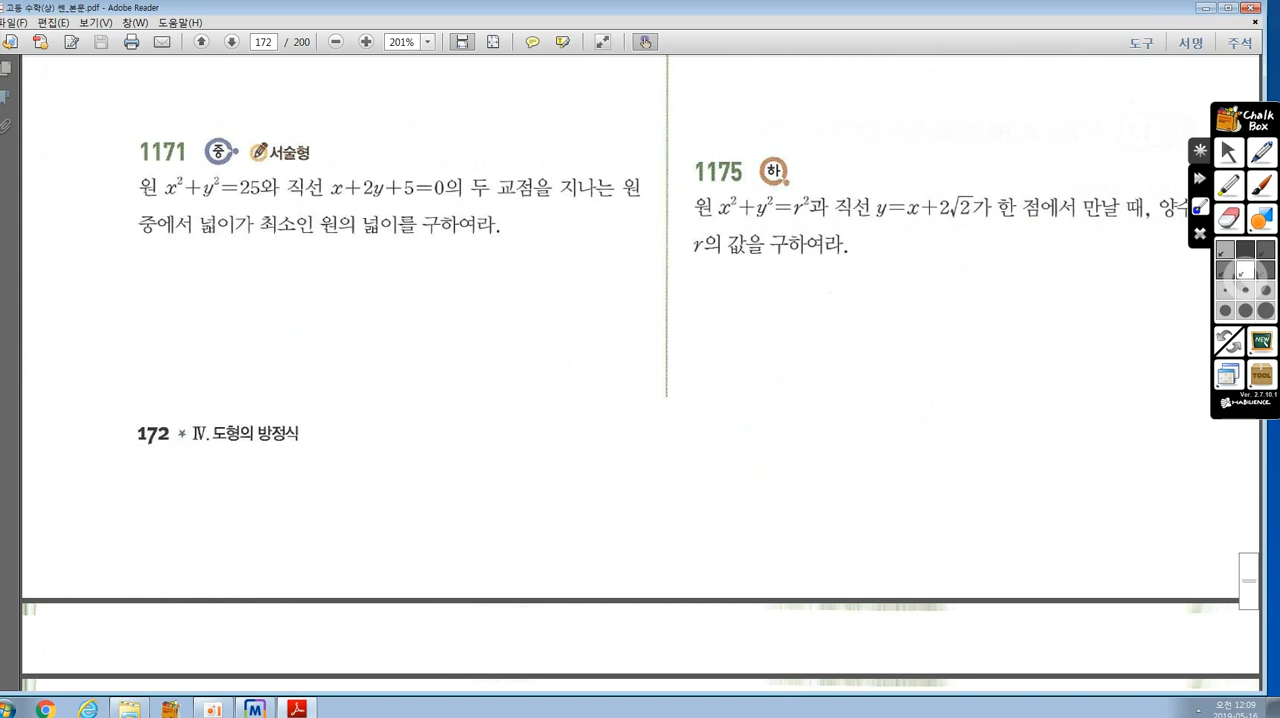 고등 수학(상) 쎈_본문.pdf - Adobe Reader
파일(F) 편집(E) 보기(V) 창(W) 도움말(H)
172 / 200 201% 도구 서명 주석
1171 중 서술형
원 x²+y²=25와 직선 x+2y+5=0의 두 교점을 지나는 원
중에서 넓이가 최소인 원의 넓이를 구하여라.
172 * Ⅳ. 도형의 방정식
1175 하
원 x²+y²=r²과 직선 y=x+2√2가 한 점에서 만날 때, 양수
r의 값을 구하여라.
Chalk
Box
NEW
TOOL
Ver. 2.7.10.1
HABILIENCE
오전 12:09
2019-05-16